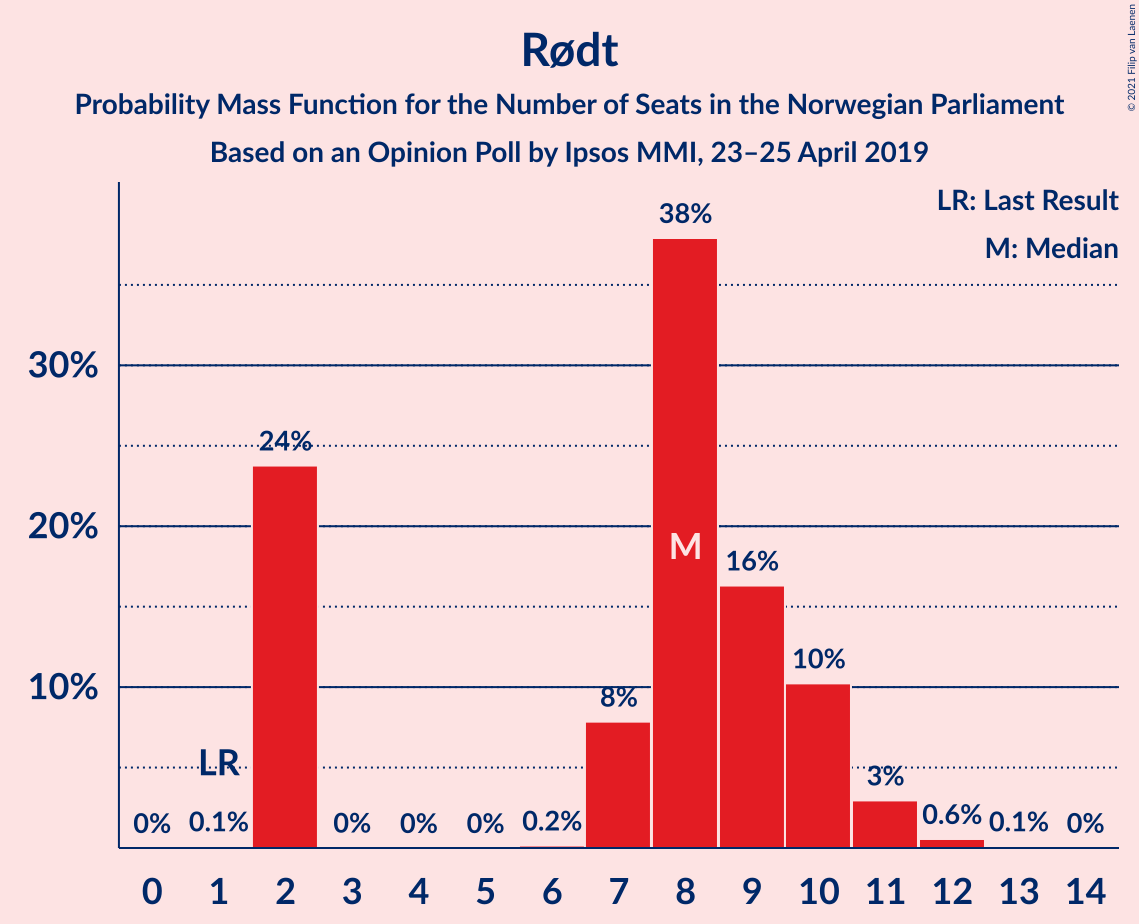 Rødt
Probability Mass Function for the Number of Seats in the Norwegian Parliament
Based on an Opinion Poll by Ipsos MMI, 23–25 April 2019
© 2021 Filip van Laenen
LR: Last Result
M: Median
38%
30%
24%
20%
M
16%
10%
10%
8%
LR
3%
0%
0.1%
0%
0%
0%
0.2%
0.6%
0.1%
0%
0 1 2 3 4 5 6 7 8 9 10 11 12 13 14